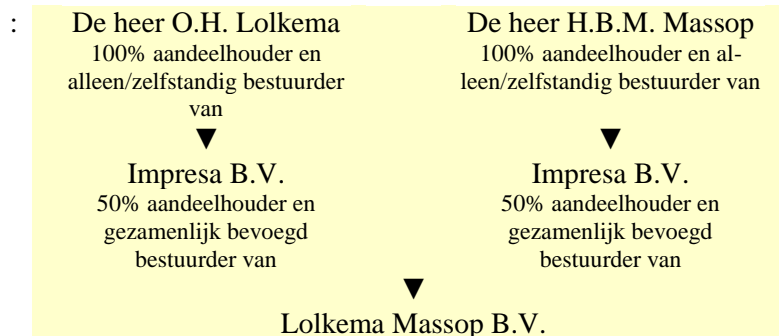 : De heer O.H. Lolkema
100% aandeelhouder en
alleen/zelfstandig bestuurder
van
▼
Impresa B.V.
50% aandeelhouder en
gezamenlijk bevoegd
bestuurder van
De heer H.B.M. Massop
100% aandeelhouder en al-
leen/zelfstandig bestuurder van
▼
Impresa B.V.
50% aandeelhouder en
gezamenlijk bevoegd
bestuurder van
▼
Lolkema Massop B.V.